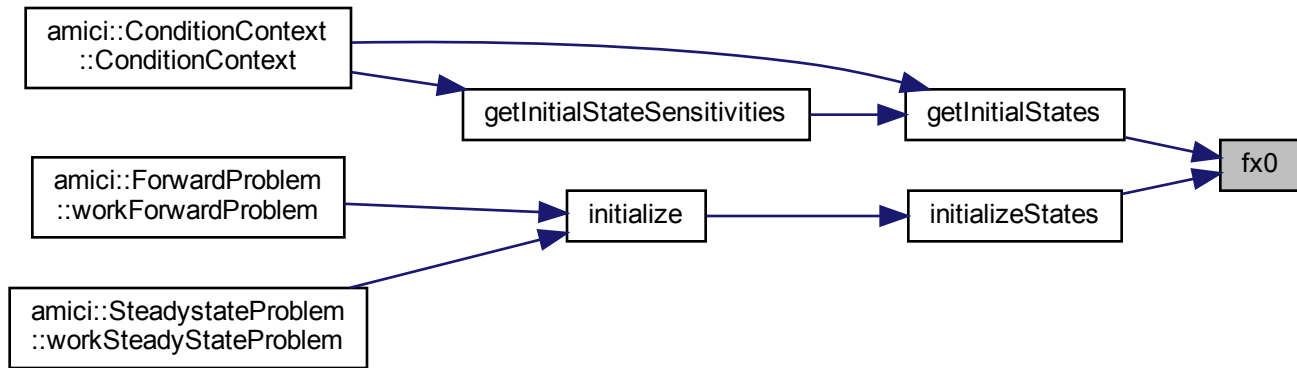 amici::ConditionContext
::ConditionContext
getInitialStateSensitivities
getInitialStates
fx0
amici::ForwardProblem
::workForwardProblem
initialize
initializeStates
amici::SteadystateProblem
::workSteadyStateProblem